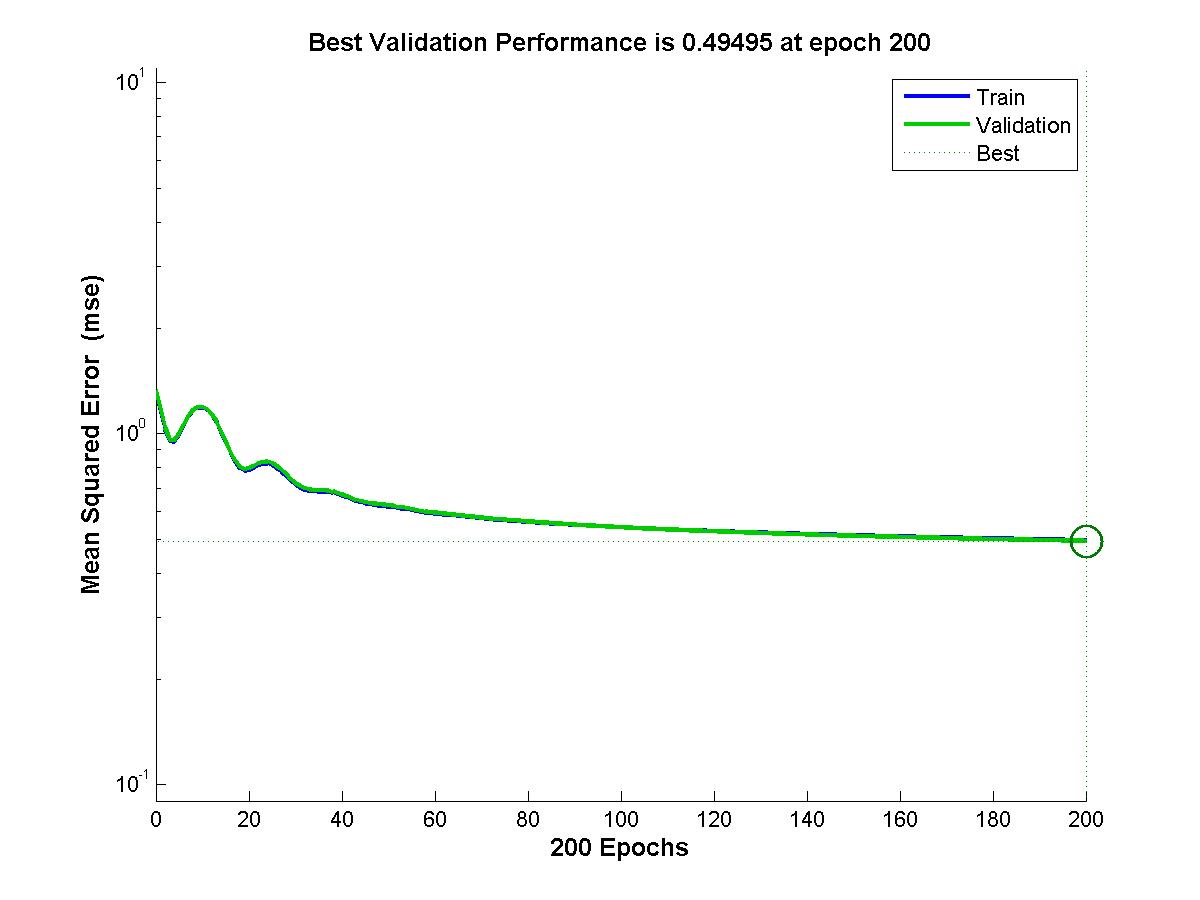 Best Validation Performance is 0.49495 at epoch 200
10^1
Train
Validation
Best
Mean Squared Error (mse)
10^0
10^-1
0 20 40 60 80 100 120 140 160 180 200
200 Epochs